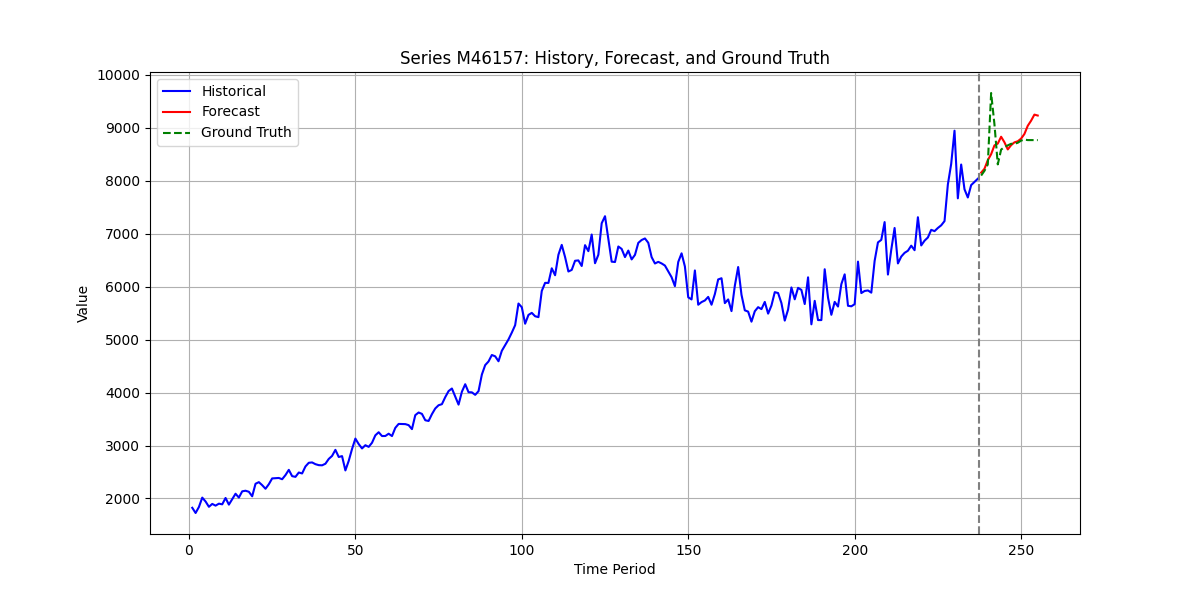 Series M46157: History, Forecast, and Ground Truth
Historical
Forecast
Ground Truth
10000
9000
8000
7000
6000
5000
4000
3000
2000
Value
0 50 100 150 200 250
Time Period